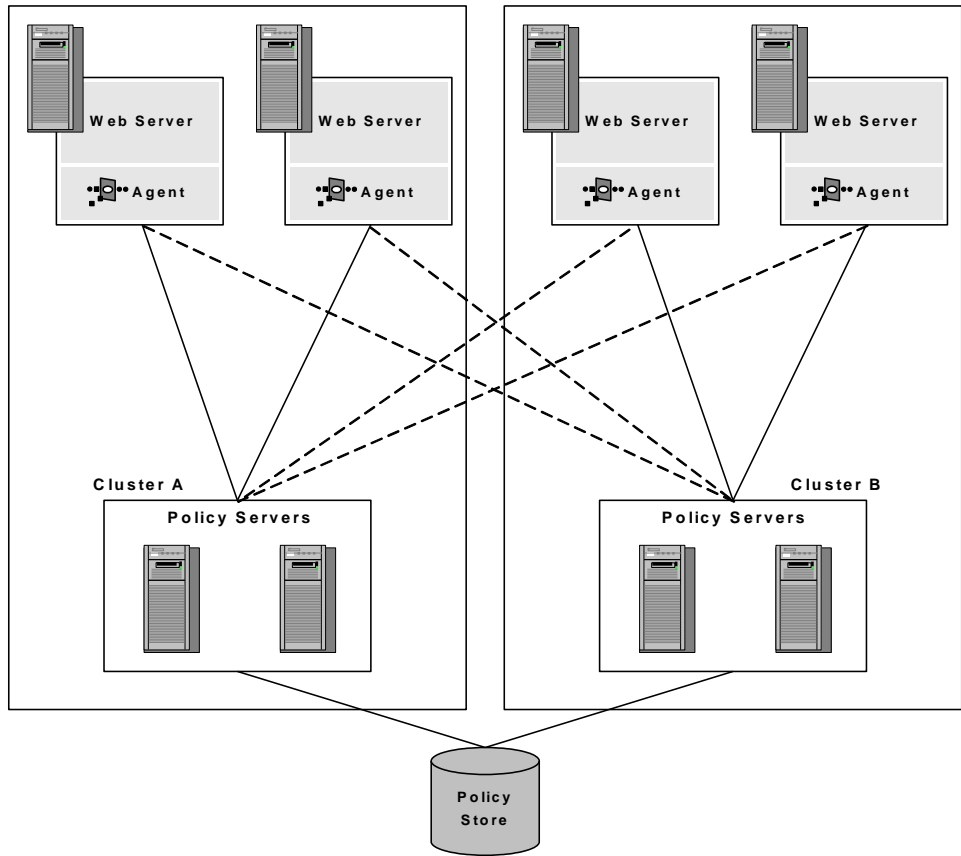 Web Server
Web Server
Web Server
Web Server
Agent
Agent
Agent
Agent
Cluster A
Cluster B
Policy Servers
Policy Servers
Policy
Store